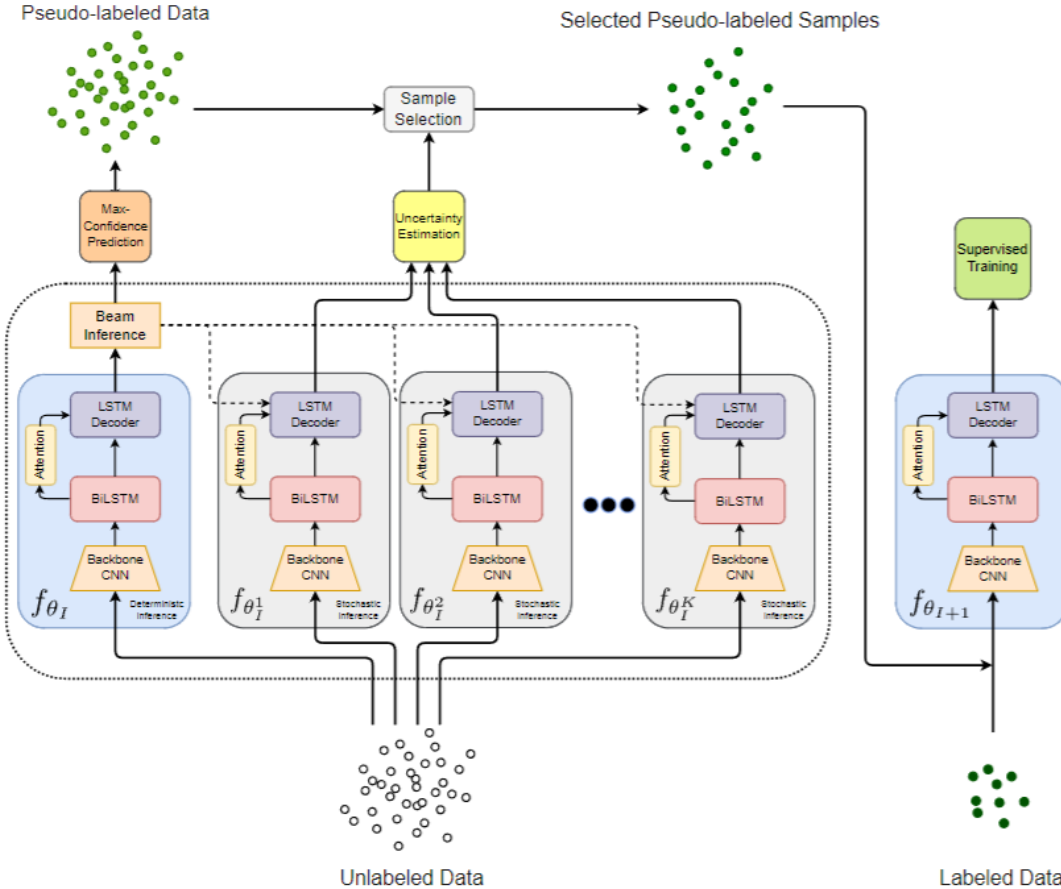 Pseudo-labeled Data
Selected Pseudo-labeled Samples
Sample
Selection
Max-
Confidence
Prediction
Uncertainty
Estimation
Supervised
Training
Beam
Inference
LSTM
Decoder
Attention
BiLSTM
Backbone
CNN
f_{θ_I}
Deterministic
Inference
LSTM
Decoder
Attention
BiLSTM
Backbone
CNN
f_{θ_I^1}
Stochastic
Inference
LSTM
Decoder
Attention
BiLSTM
Backbone
CNN
f_{θ_I^2}
Stochastic
Inference
LSTM
Decoder
Attention
BiLSTM
Backbone
CNN
f_{θ_I^K}
Stochastic
Inference
LSTM
Decoder
Attention
BiLSTM
Backbone
CNN
f_{θ_{I+1}}
Unlabeled Data
Labeled Data